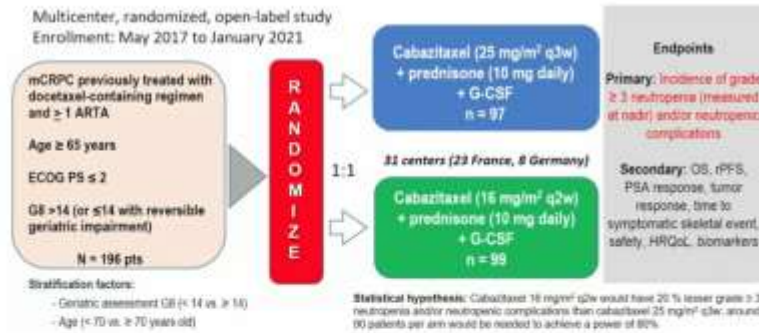 Multicenter, randomized, open-label study
Enrollment: May 2017 to January 2021
mCRPC previously treated with
docetaxel-containing regimen
and ≥ 1 ARTA
Age ≥ 65 years
ECOG PS ≤ 2
G8 >14 (or ≤14 with reversible
geriatric impairment)
N = 196 pts
Stratification factors:
- Geriatric assessment G8 (< 14 vs. ≥ 14)
- Age (< 70 vs. ≥ 70 years old)
RANDOMIZE
1:1
Cabazitaxel (25 mg/m² q3w)
+ prednisone (10 mg daily)
+ G-CSF
n = 97
31 centers (23 France, 8 Germany)
Cabazitaxel (16 mg/m² q2w)
+ prednisone (10 mg daily)
+ G-CSF
n = 99
Endpoints
Primary: Incidence of grade
≥ 3 neutropenia (measured
at nadir) and/or neutropenic
complications
Secondary: OS, rPFS,
PSA response, tumor
response, time to
symptomatic skeletal event,
safety, HRQoL, biomarkers
Statistical hypothesis: Cabazitaxel 16 mg/m² q2w would have 20 % lesser grade ≥ 3
neutropenia and/or neutropenic complications than cabazitaxel 25 mg/m² q3w. around
90 patients per arm would be needed to achieve a power of 80%.